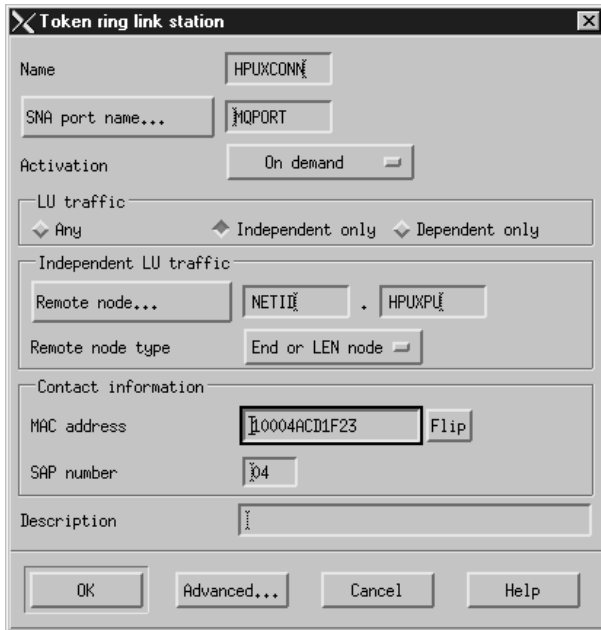 Token ring link station
Name HPUXCONN
SNA port name... MQPORT
Activation On demand
LU traffic
Any Independent only Dependent only
Independent LU traffic
Remote node... NETID . HPUXPU
Remote node type End or LEN node
Contact information
MAC address 10004ACD1F23 Flip
SAP number 04
Description
OK Advanced... Cancel Help